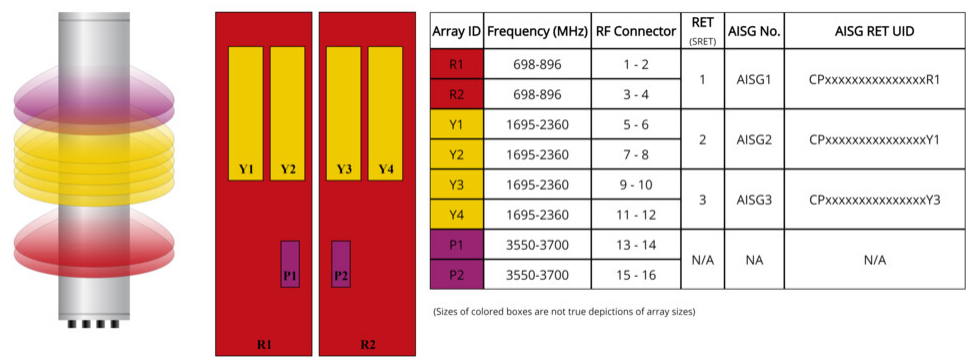 Y1 Y2 Y3 Y4
P1 P2
R1 R2
Array ID Frequency (MHz) RF Connector RET (SRET) AISG No. AISG RET UID
R1 698-896 1 - 2 1 AISG1 CPxxxxxxxxxxxxxxxR1
R2 698-896 3 - 4
Y1 1695-2360 5 - 6 2 AISG2 CPxxxxxxxxxxxxxxxY1
Y2 1695-2360 7 - 8
Y3 1695-2360 9 - 10 3 AISG3 CPxxxxxxxxxxxxxxxY3
Y4 1695-2360 11 - 12
P1 3550-3700 13 - 14 N/A NA N/A
P2 3550-3700 15 - 16
(Sizes of colored boxes are not true depictions of array sizes)